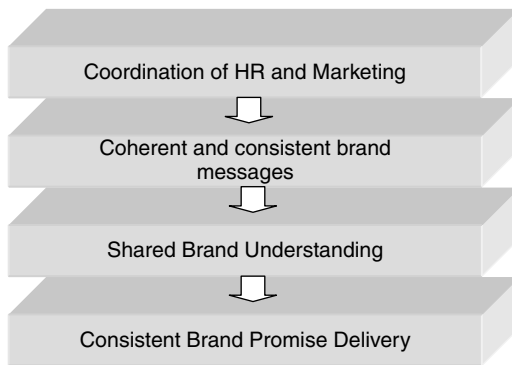 Coordination of HR and Marketing
Coherent and consistent brand
messages
Shared Brand Understanding
Consistent Brand Promise Delivery